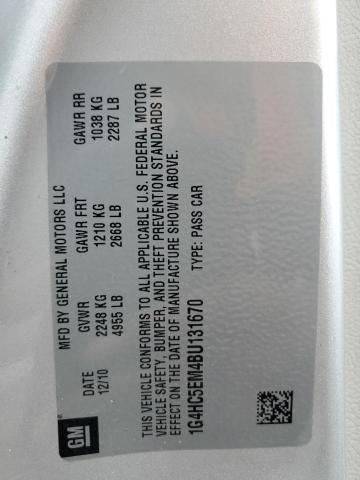 GM
MFD BY GENERAL MOTORS LLC
DATE GVWR GAWR FRT GAWR RR
12/10 2248 KG 1210 KG 1038 KG
4955 LB 2668 LB 2287 LB
THIS VEHICLE CONFORMS TO ALL APPLICABLE U.S. FEDERAL MOTOR
VEHICLE SAFETY, BUMPER, AND THEFT PREVENTION STANDARDS IN
EFFECT ON THE DATE OF MANUFACTURE SHOWN ABOVE.
1G4HC5EM4BU131670 TYPE: PASS CAR